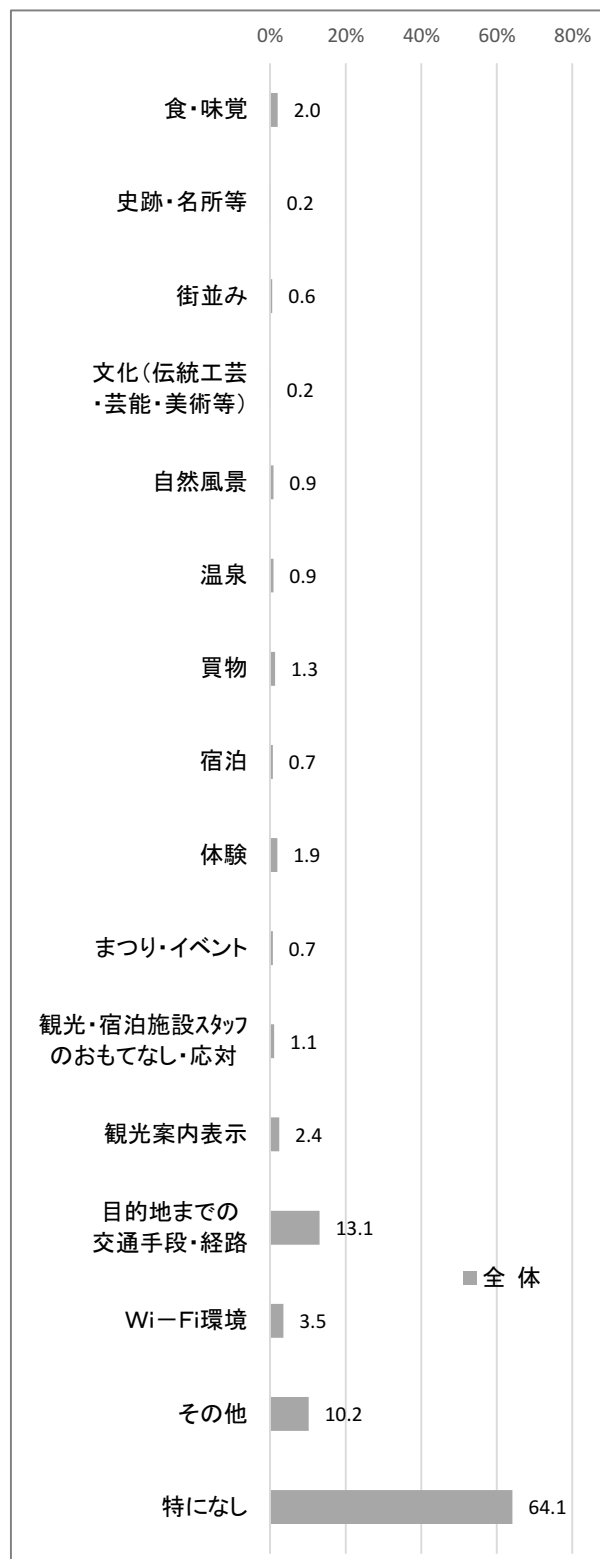 0% 20% 40% 60% 80%
食・味覚 2.0
史跡・名所等 0.2
街並み 0.6
文化（伝統工芸
・芸能・美術等） 0.2
自然風景 0.9
温泉 0.9
買物 1.3
宿泊 0.7
体験 1.9
まつり・イベント 0.7
観光・宿泊施設ｽﾀｯﾌ
のおもてなし・応対 1.1
観光案内表示 2.4
目的地までの
交通手段・経路 13.1
全 体
Ｗｉ－Ｆｉ環境 3.5
その他 10.2
特になし 64.1